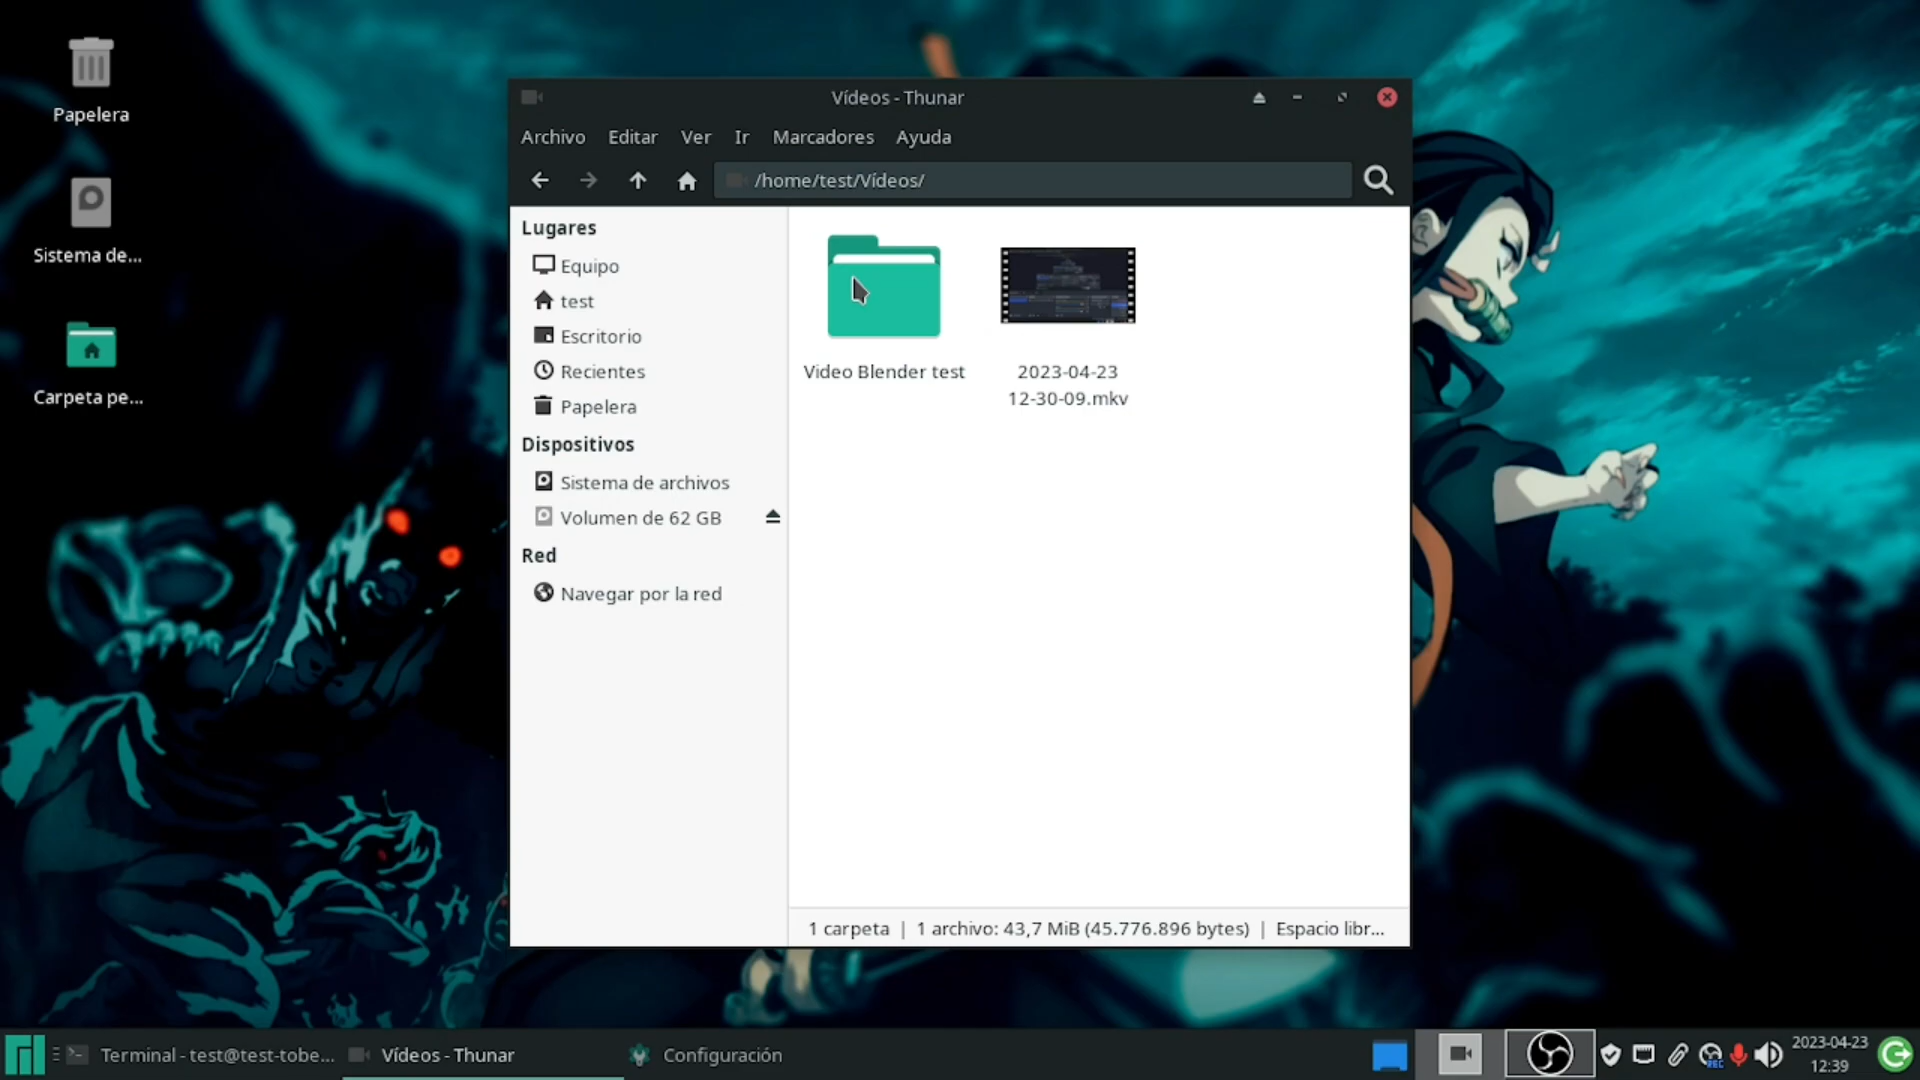 Papelera
Sistema de...
Carpeta pe...
Vídeos - Thunar
Archivo Editar Ver Ir Marcadores Ayuda
/home/test/Vídeos/
Lugares
Equipo
test
Escritorio
Recientes
Papelera
Dispositivos
Sistema de archivos
Volumen de 62 GB
Red
Navegar por la red
Video Blender test
2023-04-23
12-30-09.mkv
1 carpeta | 1 archivo: 43,7 MiB (45.776.896 bytes) | Espacio libr...
Terminal - test@test-tobe...
Vídeos - Thunar
Configuración
REC
2023-04-23
12:39